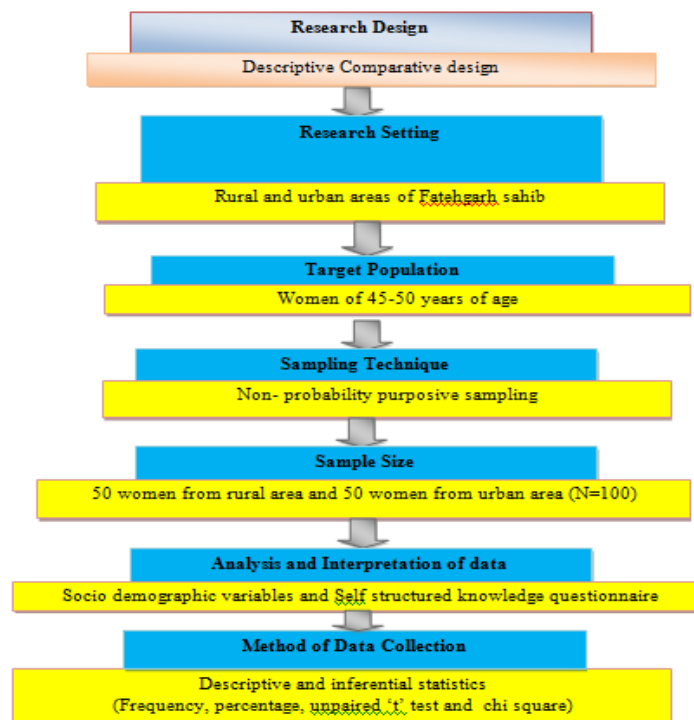 Research Design
Descriptive Comparative design
Research Setting
Rural and urban areas of Fatehgarh sahib
Target Population
Women of 45-50 years of age
Sampling Technique
Non- probability purposive sampling
Sample Size
50 women from rural area and 50 women from urban area (N=100)
Analysis and Interpretation of data
Socio demographic variables and Self structured knowledge questionnaire
Method of Data Collection
Descriptive and inferential statistics
(Frequency, percentage, unpaired ‘t’ test and chi square)